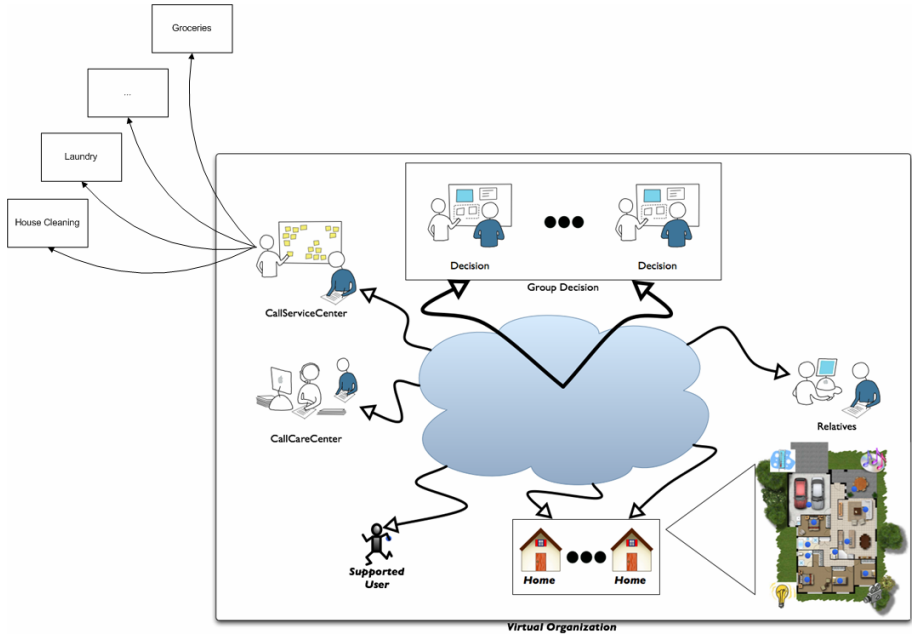 Groceries
...
Laundry
House Cleaning
Decision
Decision
Group Decision
CallServiceCenter
CallCareCenter
Relatives
Supported
User
Home
Home
Virtual Organization